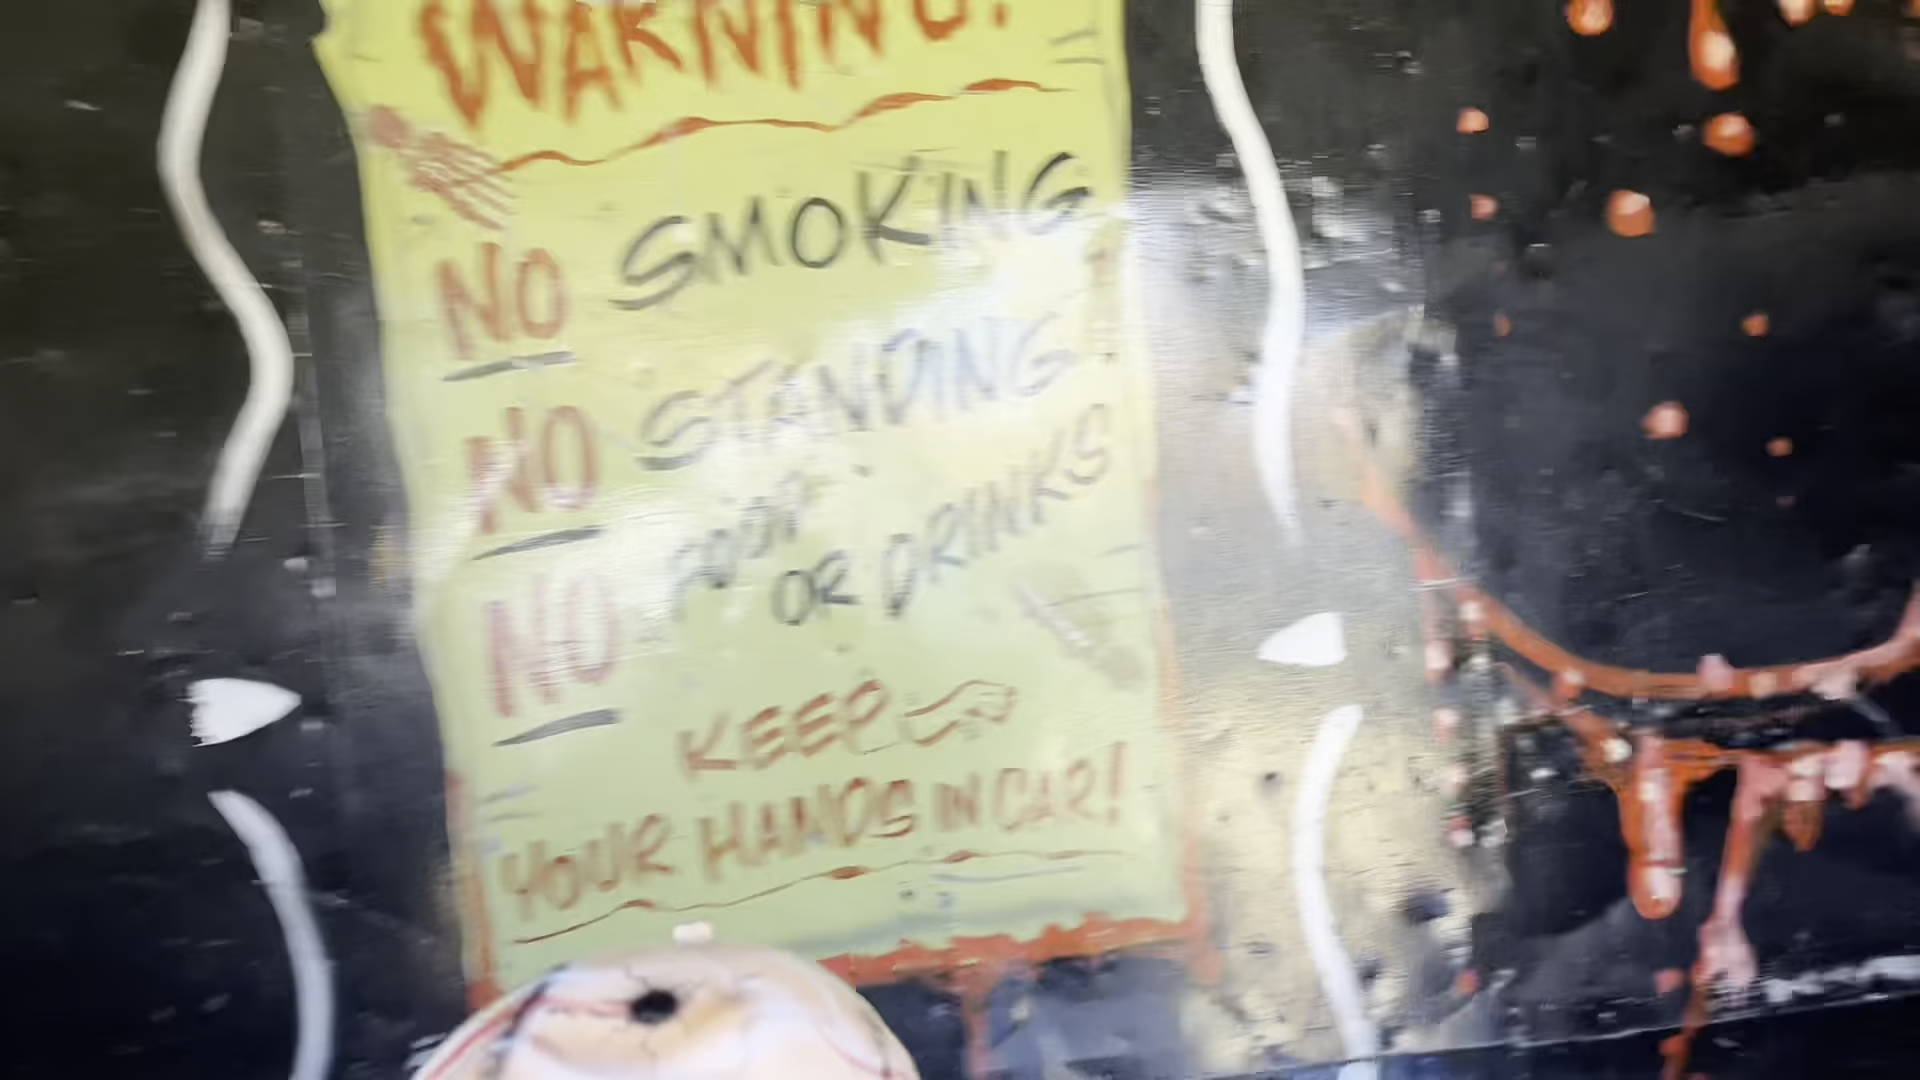 WARNING!
NO SMOKING
NO STANDING
NO FOOD
OR DRINKS
KEEP
YOUR HANDS IN CAR!